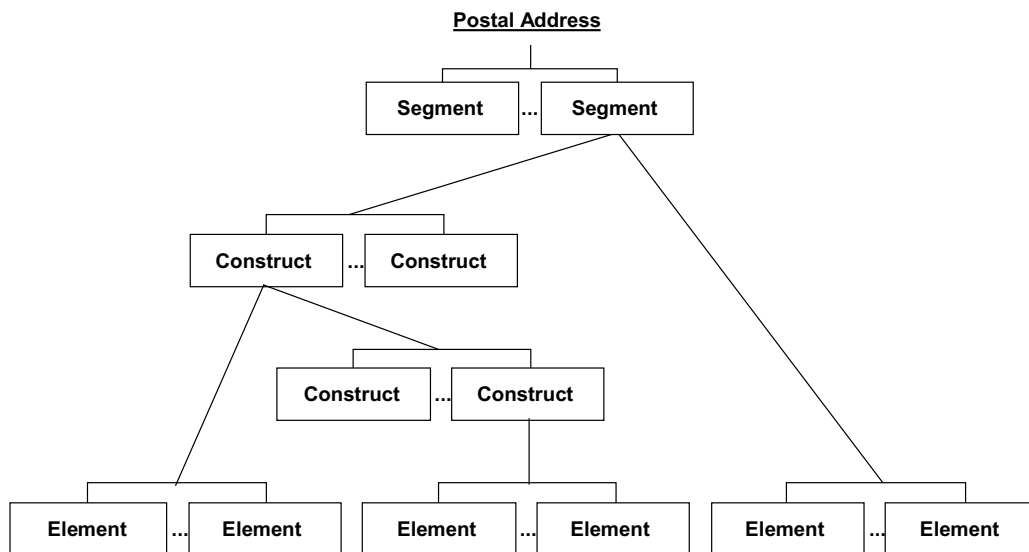 Postal Address
Segment ... Segment
Construct ... Construct
Construct ... Construct
Element ... Element Element ... Element Element ... Element